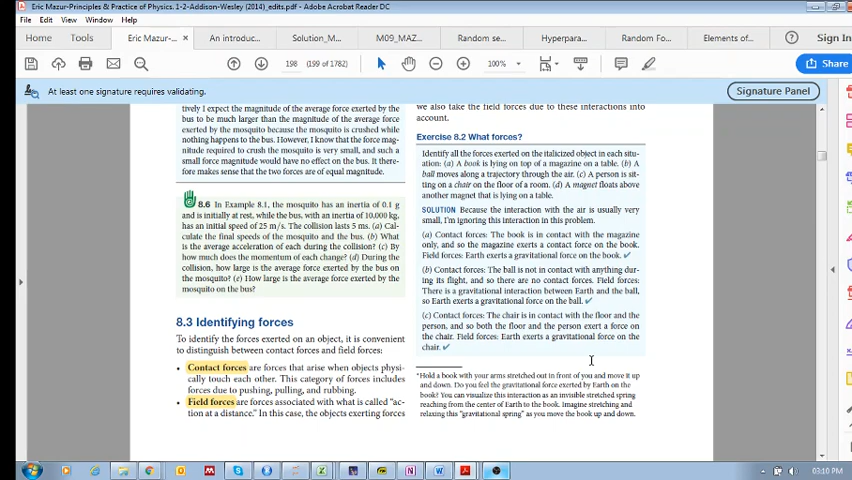 Eric Mazur-Principles & Practice of Physics. 1-2-Addison-Wesley (2014)_edits.pdf - Adobe Acrobat Reader DC
File Edit View Window Help
Home Tools Eric Mazur-Princi... An introduc... Solution_M... M09_MAZ... Random se... Hyperpara... Random Fo... Elements of... Sign In
198 (199 of 1782) 100% Share
At least one signature requires validating. Signature Panel
tively I expect the magnitude of the average force exerted by the
bus to be much larger than the magnitude of the average force
exerted by the mosquito because the mosquito is crushed while
nothing happens to the bus. However, I know that the force mag-
nitude required to crush the mosquito is very small, and such a
small force magnitude would have no effect on the bus. It there-
fore makes sense that the two forces are of equal magnitude.
8.6 In Example 8.1, the mosquito has an inertia of 0.1 g
and is initially at rest, while the bus, with an inertia of 10,000 kg,
has an initial speed of 25 m/s. The collision lasts 5 ms. (a) Cal-
culate the final speeds of the mosquito and the bus. (b) What
is the average acceleration of each during the collision? (c) By
how much does the momentum of each change? (d) During the
collision, how large is the average force exerted by the bus on
the mosquito? (e) How large is the average force exerted by the
mosquito on the bus?
8.3 Identifying forces
To identify the forces exerted on an object, it is convenient
to distinguish between contact forces and field forces:
• Contact forces are forces that arise when objects physi-
cally touch each other. This category of forces includes
forces due to pushing, pulling, and rubbing.
• Field forces are forces associated with what is called “ac-
tion at a distance.” In this case, the objects exerting forces
we also take the field forces due to these interactions into
account.
Exercise 8.2 What forces?
Identify all the forces exerted on the italicized object in each situ-
ation: (a) A book is lying on top of a magazine on a table. (b) A
ball moves along a trajectory through the air. (c) A person is sit-
ting on a chair on the floor of a room. (d) A magnet floats above
another magnet that is lying on a table.
SOLUTION Because the interaction with the air is usually very
small, I'm ignoring this interaction in this problem.
(a) Contact forces: The book is in contact with the magazine
only, and so the magazine exerts a contact force on the book.
Field forces: Earth exerts a gravitational force on the book. ✓
(b) Contact forces: The ball is not in contact with anything dur-
ing its flight, and so there are no contact forces. Field forces:
There is a gravitational interaction between Earth and the ball,
so Earth exerts a gravitational force on the ball. ✓
(c) Contact forces: The chair is in contact with the floor and the
person, and so both the floor and the person exert a force on
the chair. Field forces: Earth exerts a gravitational force on the
chair. ✓
*Hold a book with your arms stretched out in front of you and move it up
and down. Do you feel the gravitational force exerted by Earth on the
book? You can visualize this interaction as an invisible stretched spring
reaching from the center of Earth to the book. Imagine stretching and
relaxing this “gravitational spring” as you move the book up and down.
03:10 PM